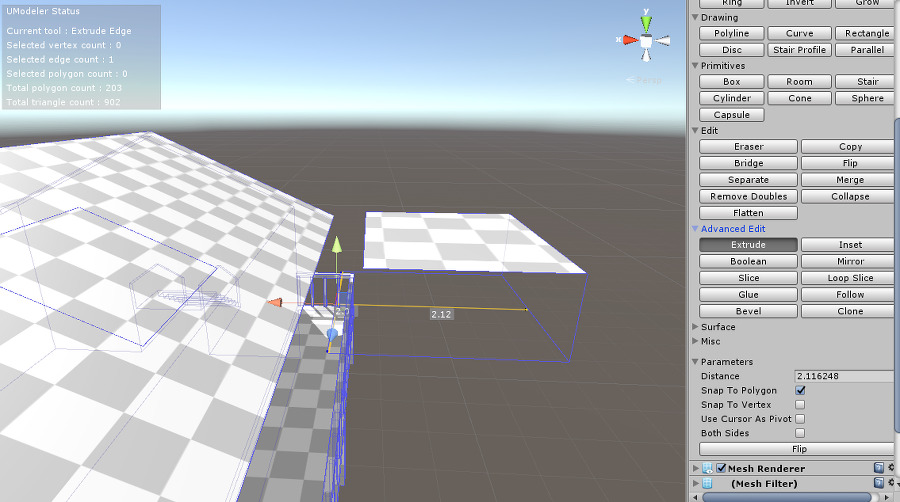 UModeler Status
Current tool : Extrude Edge
Selected vertex count : 0
Selected edge count : 1
Selected polygon count : 0
Total polygon count : 203
Total triangle count : 902
y
x
Persp
2.12
Ring Invert Grow
Drawing
Polyline Curve Rectangle
Disc Stair Profile Parallel
Primitives
Box Room Stair
Cylinder Cone Sphere
Capsule
Edit
Eraser Copy
Bridge Flip
Separate Merge
Remove Doubles Collapse
Flatten
Advanced Edit
Extrude Inset
Boolean Mirror
Slice Loop Slice
Glue Follow
Bevel Clone
Surface
Misc
Parameters
Distance 2.116248
Snap To Polygon
Snap To Vertex
Use Cursor As Pivot
Both Sides
Flip
Mesh Renderer
(Mesh Filter)